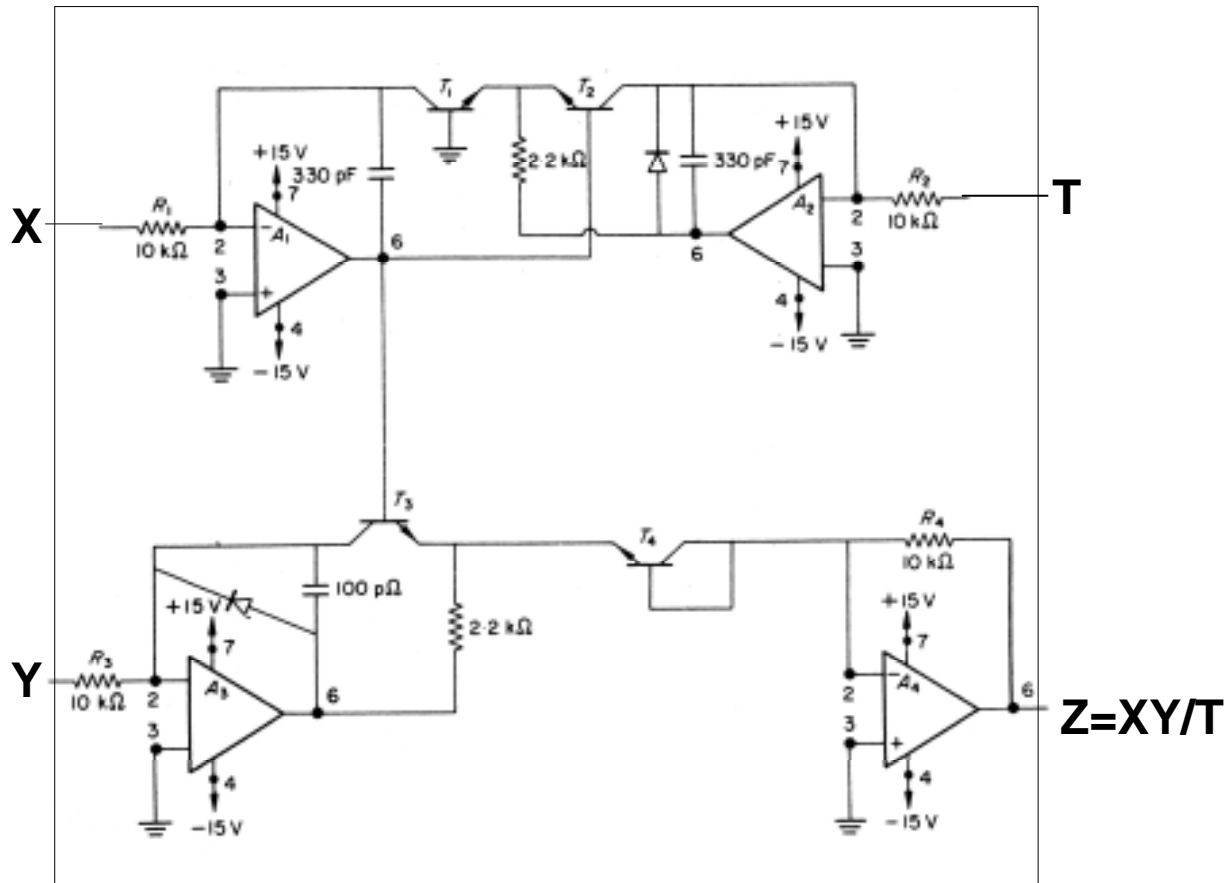 T₁
T₂
+15 V
7
330 pF
2·2 kΩ
330 pF
+15 V
7
X
R₁
10 kΩ
2
−
A₁
6
3
+
4
−15 V
6
A₂
2
R₂
10 kΩ
T
3
4
−15 V
T₃
T₄
R₄
10 kΩ
100 pΩ
+15 V
7
2·2 kΩ
+15 V
7
Y
R₃
10 kΩ
2
A₃
6
3
4
−15 V
2
−
A₄
6
3
+
4
−15 V
Z=XY/T